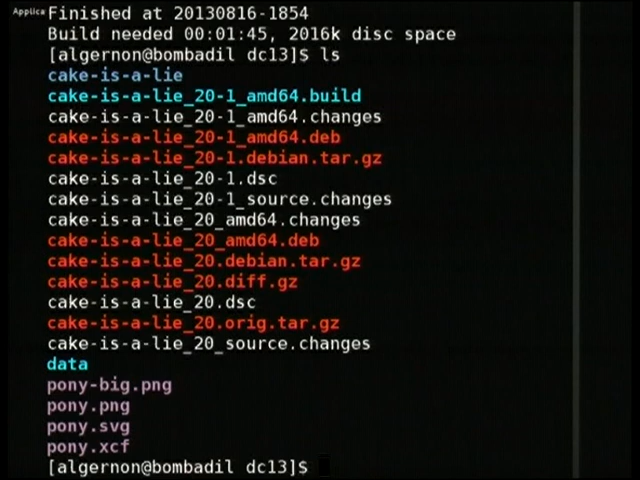 Applica
Finished at 20130816-1854
Build needed 00:01:45, 2016k disc space
[algernon@bombadil dc13]$ ls
cake-is-a-lie
cake-is-a-lie_20-1_amd64.build
cake-is-a-lie_20-1_amd64.changes
cake-is-a-lie_20-1_amd64.deb
cake-is-a-lie_20-1.debian.tar.gz
cake-is-a-lie_20-1.dsc
cake-is-a-lie_20-1_source.changes
cake-is-a-lie_20_amd64.changes
cake-is-a-lie_20_amd64.deb
cake-is-a-lie_20.debian.tar.gz
cake-is-a-lie_20.diff.gz
cake-is-a-lie_20.dsc
cake-is-a-lie_20.orig.tar.gz
cake-is-a-lie_20_source.changes
data
pony-big.png
pony.png
pony.svg
pony.xcf
[algernon@bombadil dc13]$